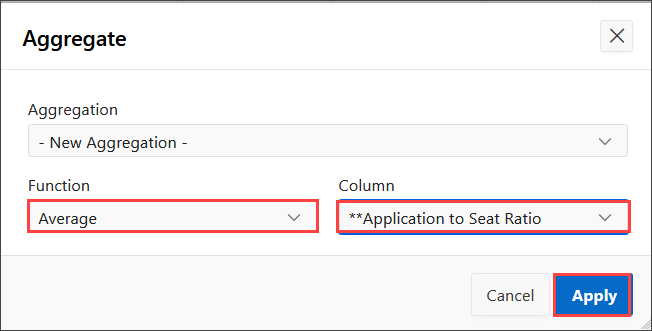 Aggregate
Aggregation
- New Aggregation -
Function
Column
Average
**Application to Seat Ratio
Cancel
Apply